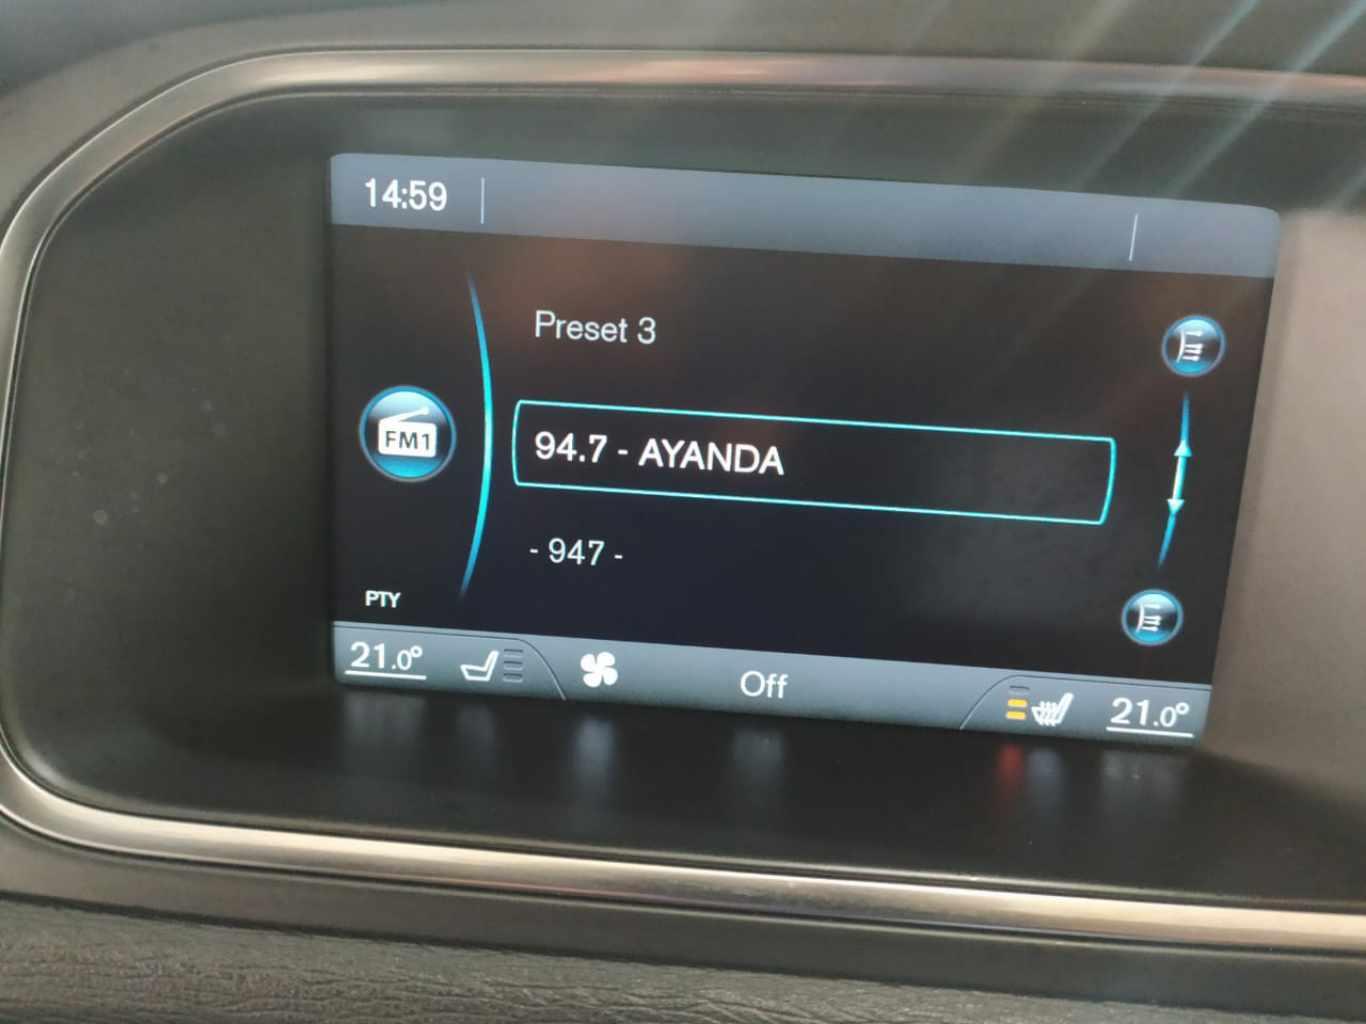 14:59
Preset 3
FM1
94.7 - AYANDA
- 947 -
PTY
21.0° Off 21.0°